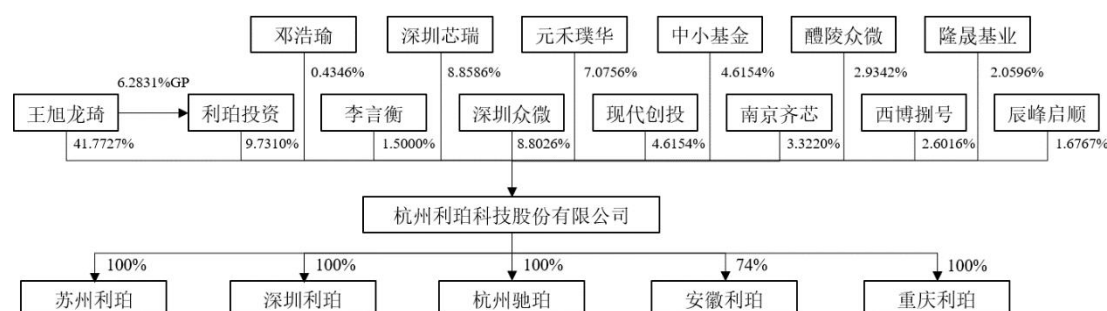 邓浩瑜 深圳芯瑞 元禾璞华 中小基金 醴陵众微 隆晟基业
6.2831%GP 0.4346% 8.8586% 7.0756% 4.6154% 2.9342% 2.0596%
王旭龙琦 利珀投资 李言衡 深圳众微 现代创投 南京齐芯 西博捌号 辰峰启顺
41.7727% 9.7310% 1.5000% 8.8026% 4.6154% 3.3220% 2.6016% 1.6767%
杭州利珀科技股份有限公司
100% 100% 100% 74% 100%
苏州利珀 深圳利珀 杭州驰珀 安徽利珀 重庆利珀